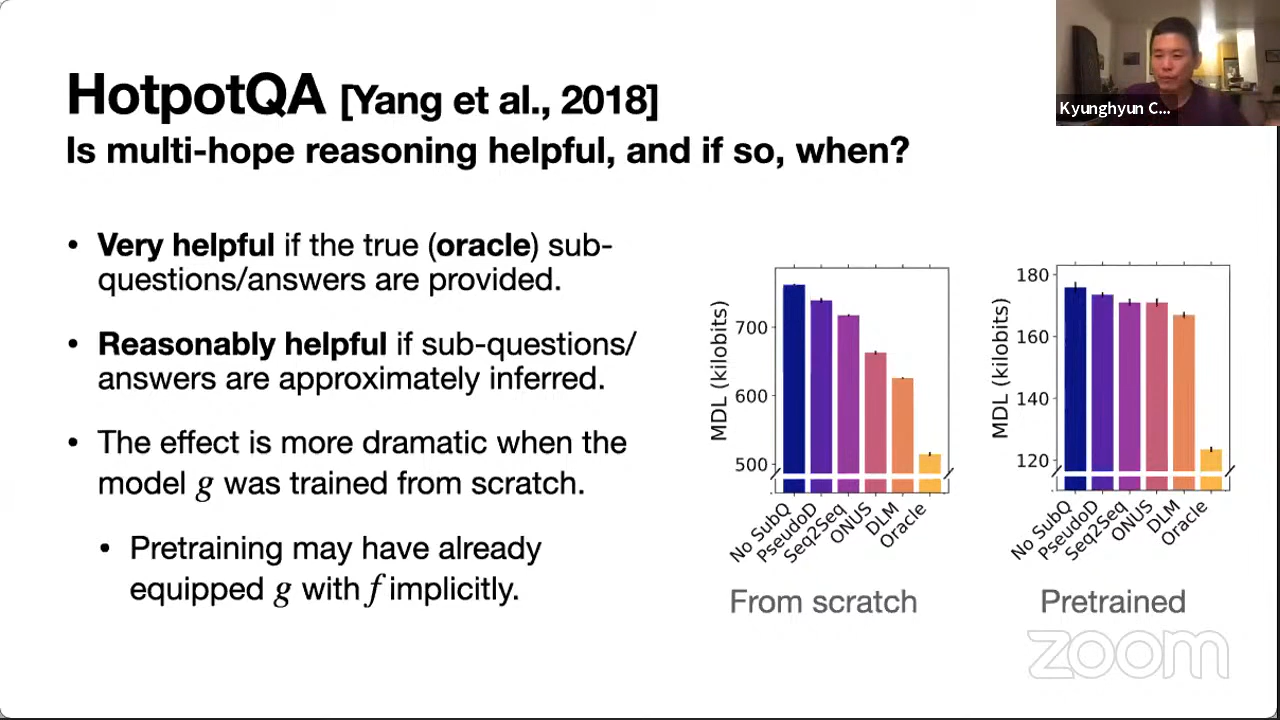 HotpotQA [Yang et al., 2018]
Is multi-hope reasoning helpful, and if so, when?
Kyunghyun C...
• Very helpful if the true (oracle) sub-
questions/answers are provided.
• Reasonably helpful if sub-questions/
answers are approximately inferred.
• The effect is more dramatic when the
model g was trained from scratch.
• Pretraining may have already
equipped g with f implicitly.
MDL (kilobits)
700
600
500
No SubQ
PseudoD
Seq2Seq
ONUS
DLM
Oracle
From scratch
MDL (kilobits)
180
160
140
120
No SubQ
PseudoD
Seq2Seq
ONUS
DLM
Oracle
Pretrained
zoom